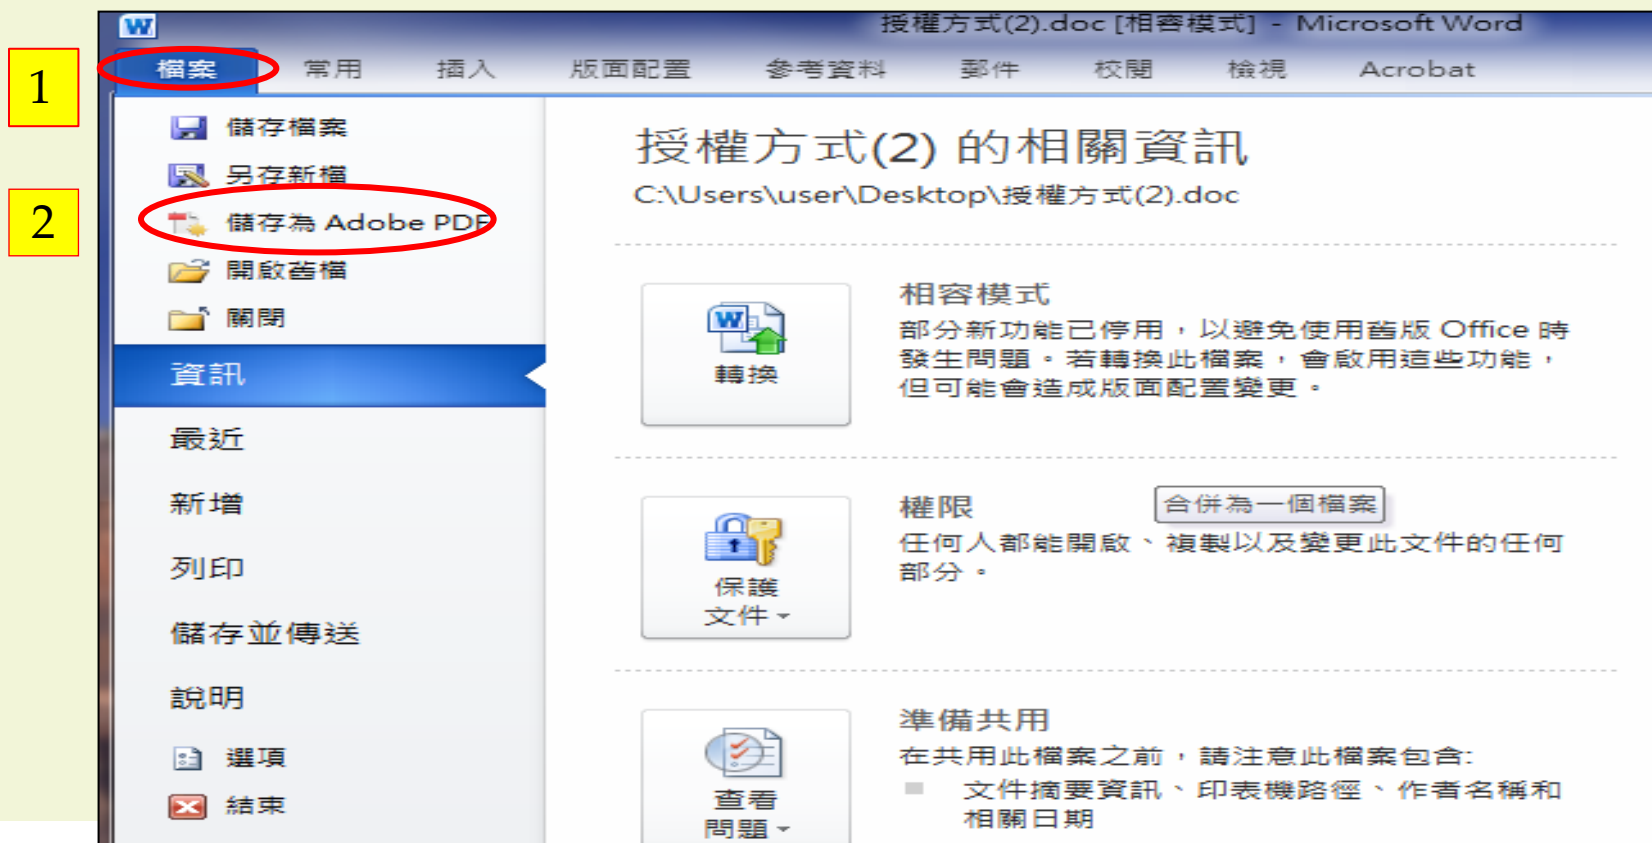 授權方式(2).doc [相容模式] - Microsoft Word
檔案 常用 插入 版面配置 參考資料 郵件 校閱 檢視 Acrobat
1
儲存檔案
另存新檔
2
儲存為 Adobe PDF
開啟舊檔
關閉
資訊
最近
新增
列印
儲存並傳送
說明
選項
結束
授權方式(2) 的相關資訊
C:\Users\user\Desktop\授權方式(2).doc
轉換
相容模式
部分新功能已停用，以避免使用舊版 Office 時
發生問題。若轉換此檔案，會啟用這些功能，
但可能會造成版面配置變更。
保護
文件
權限
合併為一個檔案
任何人都能開啟、複製以及變更此文件的任何
部分。
查看
問題
準備共用
在共用此檔案之前，請注意此檔案包含:
文件摘要資訊、印表機路徑、作者名稱和
相關日期